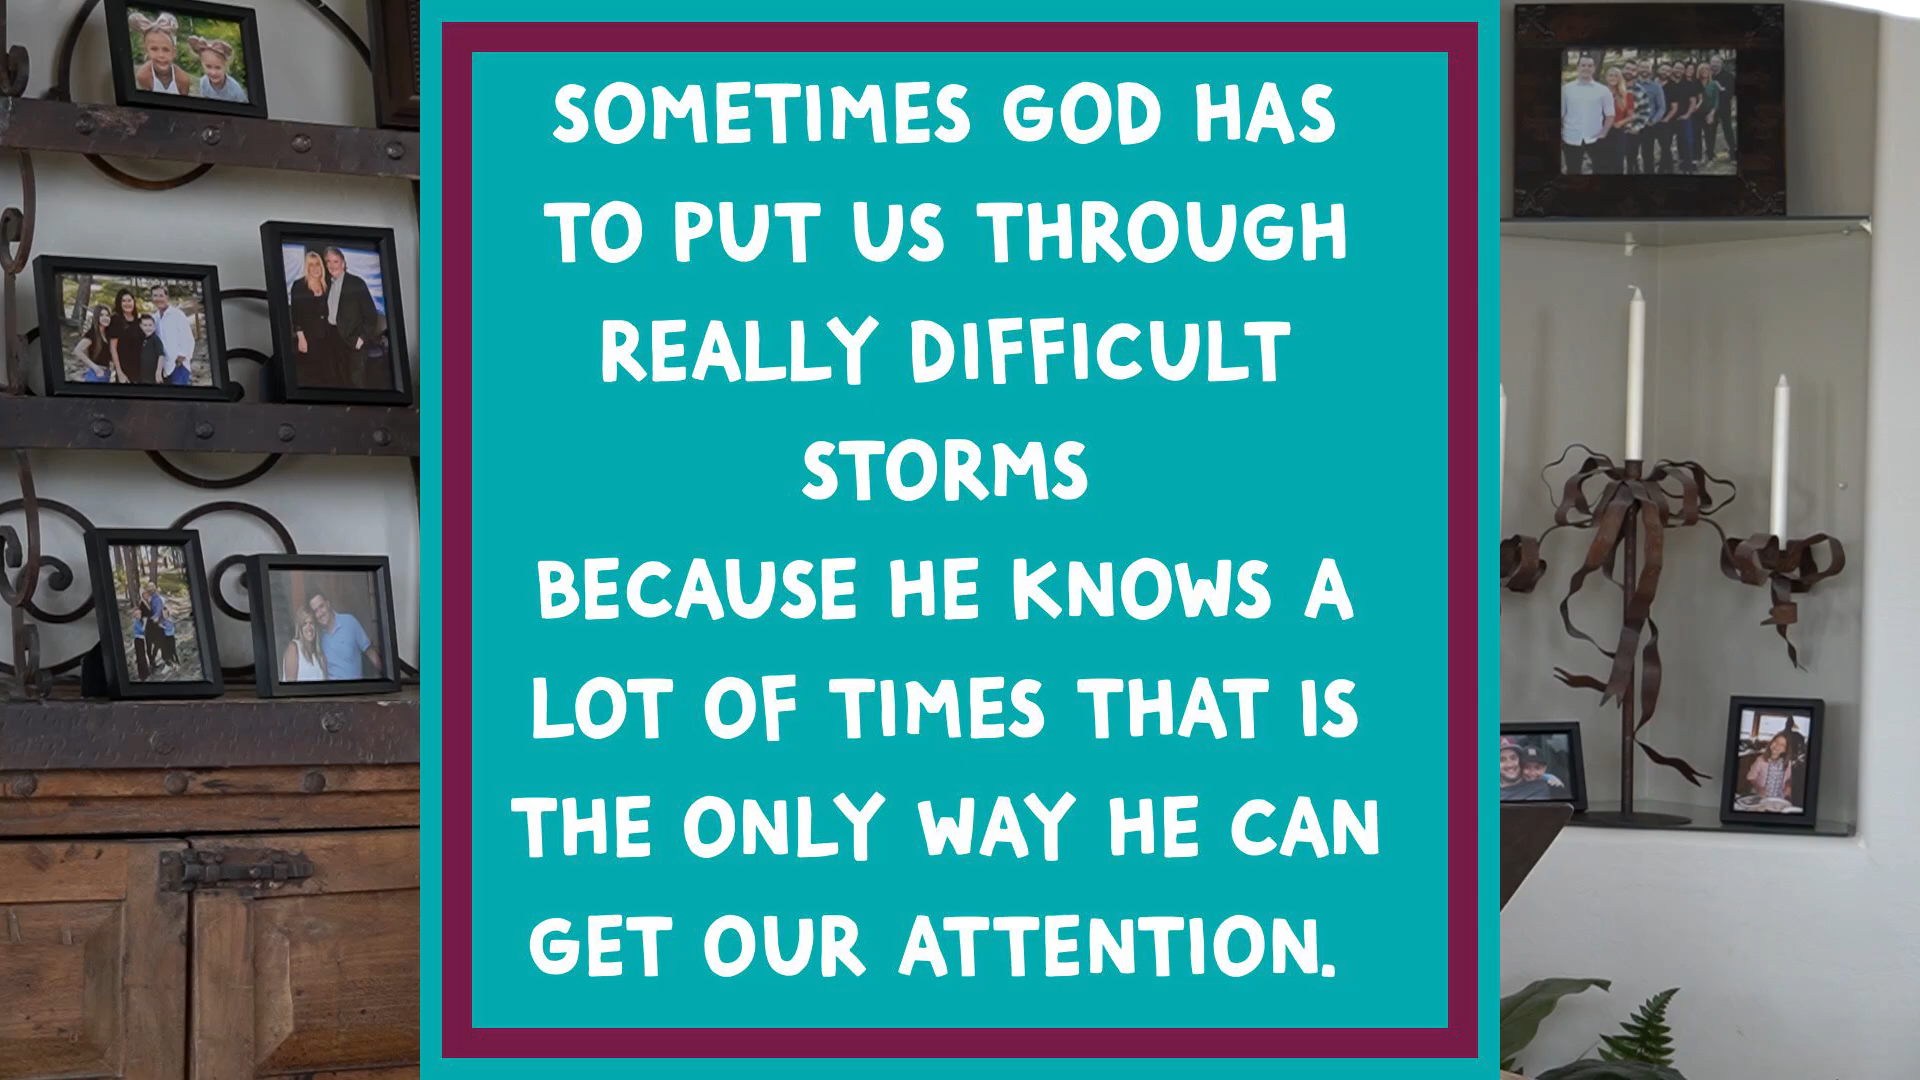 SOMETIMES GOD HAS
TO PUT US THROUGH
REALLY DIFFICULT
STORMS
BECAUSE HE KNOWS A
LOT OF TIMES THAT IS
THE ONLY WAY HE CAN
GET OUR ATTENTION.